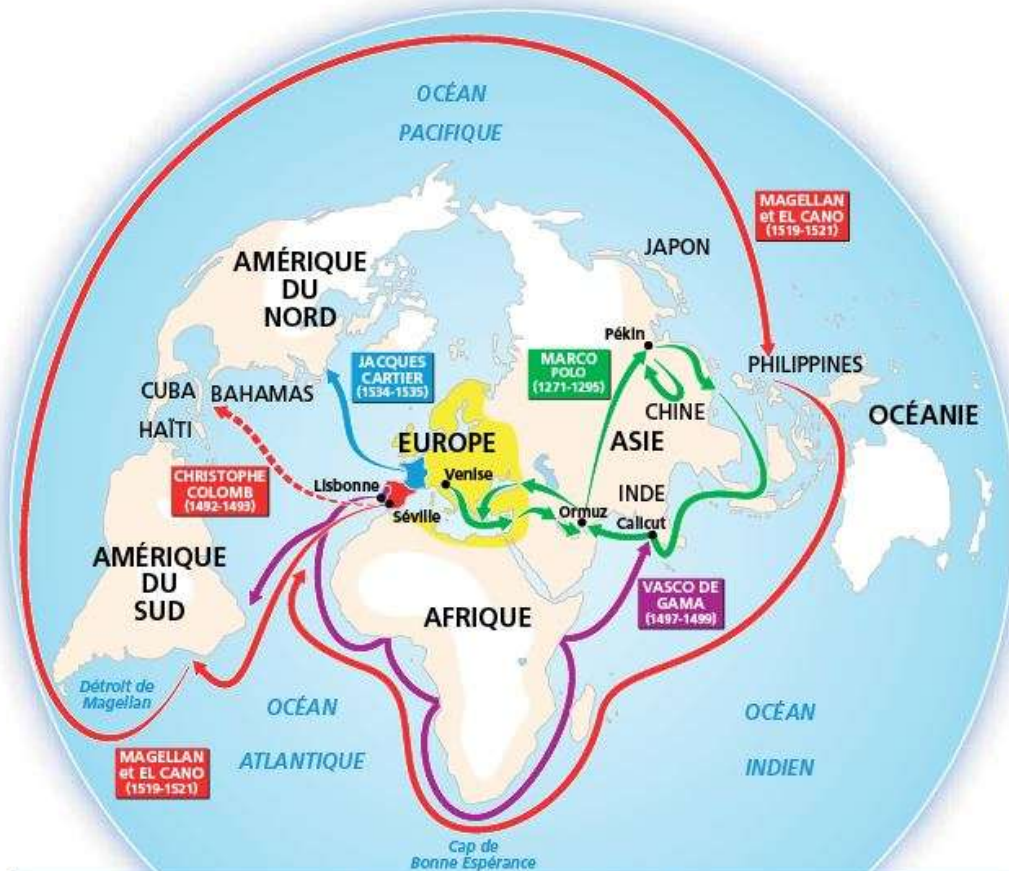 OCÉAN
PACIFIQUE
MAGELLAN
et EL CANO
(1519-1521)
JAPON
AMÉRIQUE
DU
NORD
Pékin
JACQUES
CARTIER
(1534-1535)
MARCO
POLO
(1271-1295)
PHILIPPINES
CUBA
BAHAMAS
CHINE
OCÉANIE
HAÏTI
EUROPE
ASIE
CHRISTOPHE
COLOMB
(1492-1493)
Lisbonne
Venise
INDE
Séville
Ormuz
Calicut
AMÉRIQUE
DU
SUD
AFRIQUE
VASCO DE
GAMA
(1497-1499)
Détroit de
Magellan
OCÉAN
ATLANTIQUE
OCÉAN
INDIEN
MAGELLAN
et EL CANO
(1519-1521)
Cap de
Bonne Espérance